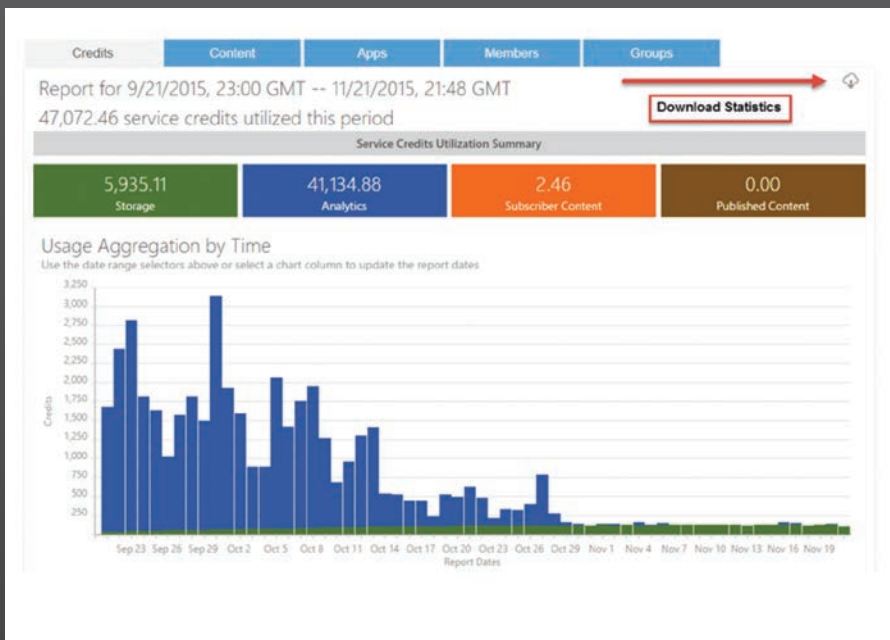 Credits Content Apps Members Groups
Report for 9/21/2015, 23:00 GMT -- 11/21/2015, 21:48 GMT
Download Statistics
47,072.46 service credits utilized this period
Service Credits Utilization Summary
5,935.11 41,134.88 2.46 0.00
Storage Analytics Subscriber Content Published Content
Usage Aggregation by Time
Use the date range selectors above or select a chart column to update the report dates
3,250
3,000
2,750
2,500
2,250
2,000
1,750
1,500
1,250
1,000
750
500
250
Credits
Sep 23 Sep 26 Sep 29 Oct 2 Oct 5 Oct 8 Oct 11 Oct 14 Oct 17 Oct 20 Oct 23 Oct 26 Oct 29 Nov 1 Nov 4 Nov 7 Nov 10 Nov 13 Nov 16 Nov 19
Report Dates